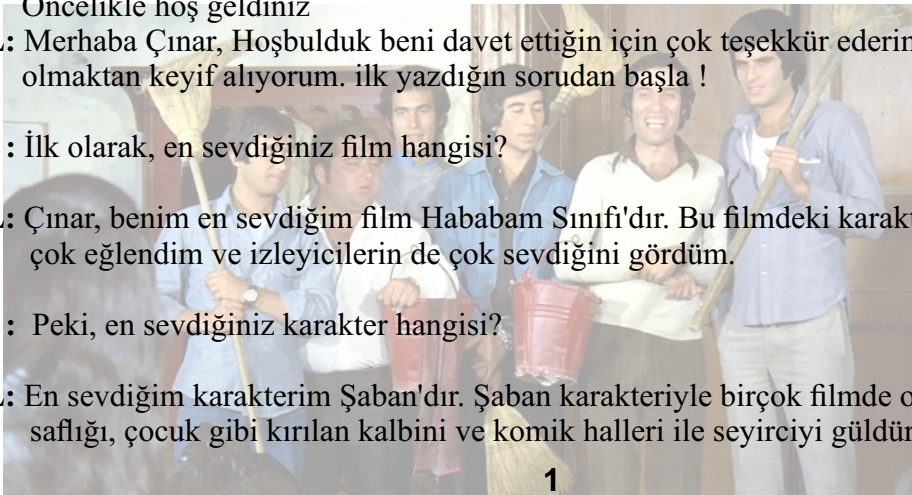 Öncelikle hoş geldiniz
: Merhaba Çınar, Hoşbulduk beni davet ettiğin için çok teşekkür
olmaktan keyif alıyorum. ilk yazdığın sorudan başla !
: İlk olarak, en sevdiğiniz film hangisi?
: Çınar, benim en sevdiğim film Hababam Sınıfı'dır. Bu filmdeki
çok eğlendim ve izleyicilerin de çok sevdiğini gördüm.
: Peki, en sevdiğiniz karakter hangisi?
: En sevdiğim karakterim Şaban'dır. Şaban karakteriyle birçok filmde
saflığı, çocuk gibi kırılan kalbini ve komik halleri ile seyirciyi
1